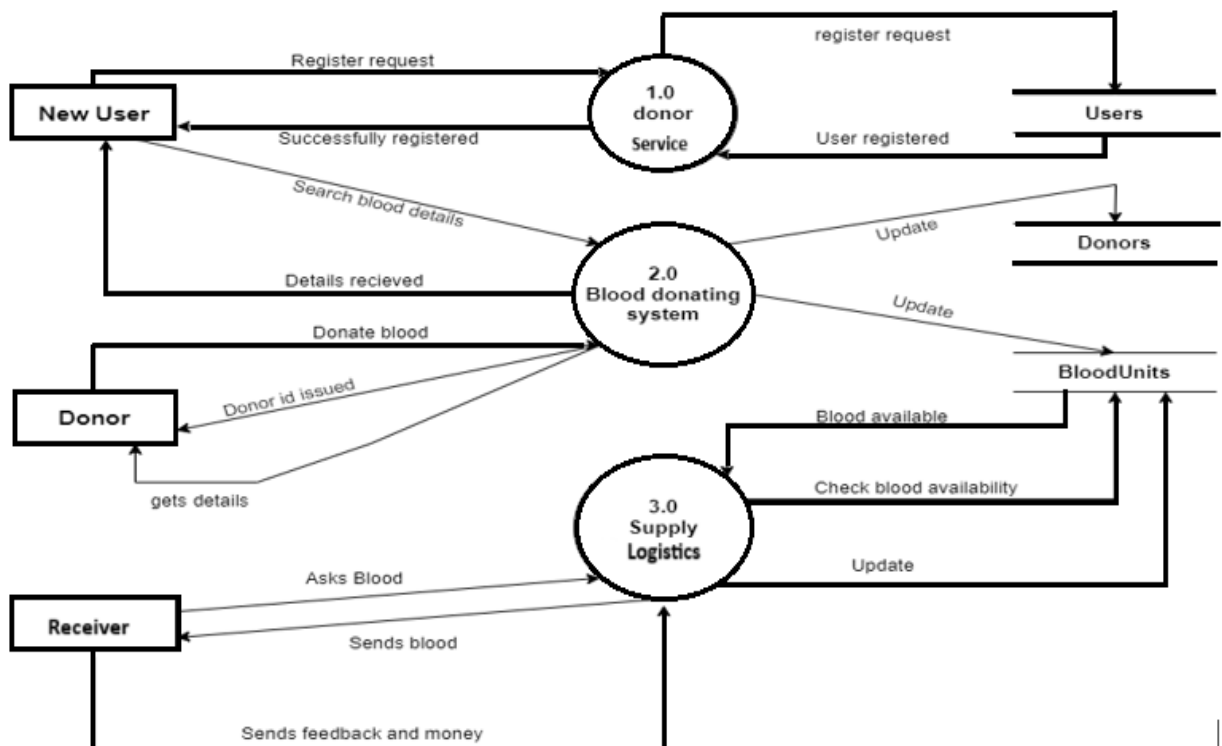 register request
Register request
1.0
donor
Service
New User
Users
Successfully registered
User registered
Search blood details
Update
Donors
2.0
Blood donating
system
Details recieved
Update
Donate blood
BloodUnits
Donor id issued
Donor
Blood available
gets details
Check blood availability
3.0
Supply
Logistics
Update
Asks Blood
Receiver
Sends blood
Sends feedback and money